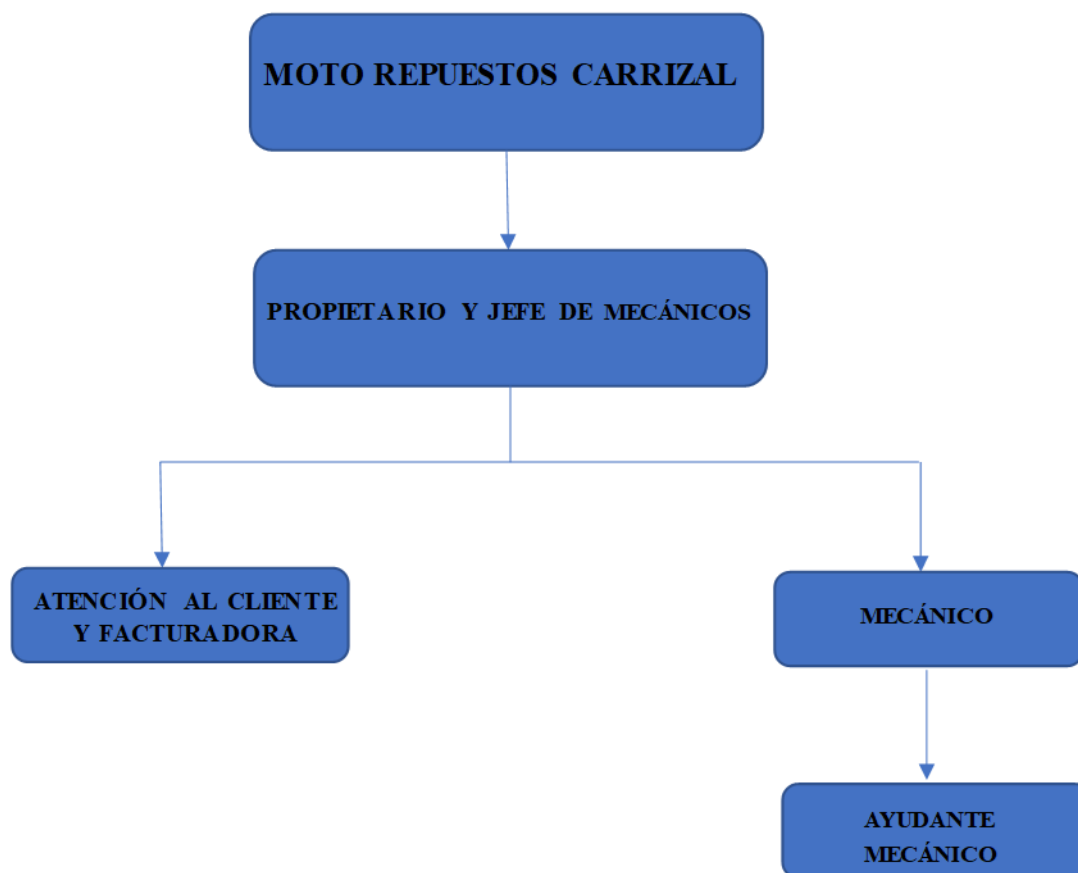 MOTO REPUESTOS CARRIZAL
PROPIETARIO Y JEFE DE MECÁNICOS
ATENCIÓN AL CLIENTE
Y FACTURADORA
MECÁNICO
AYUDANTE
MECÁNICO